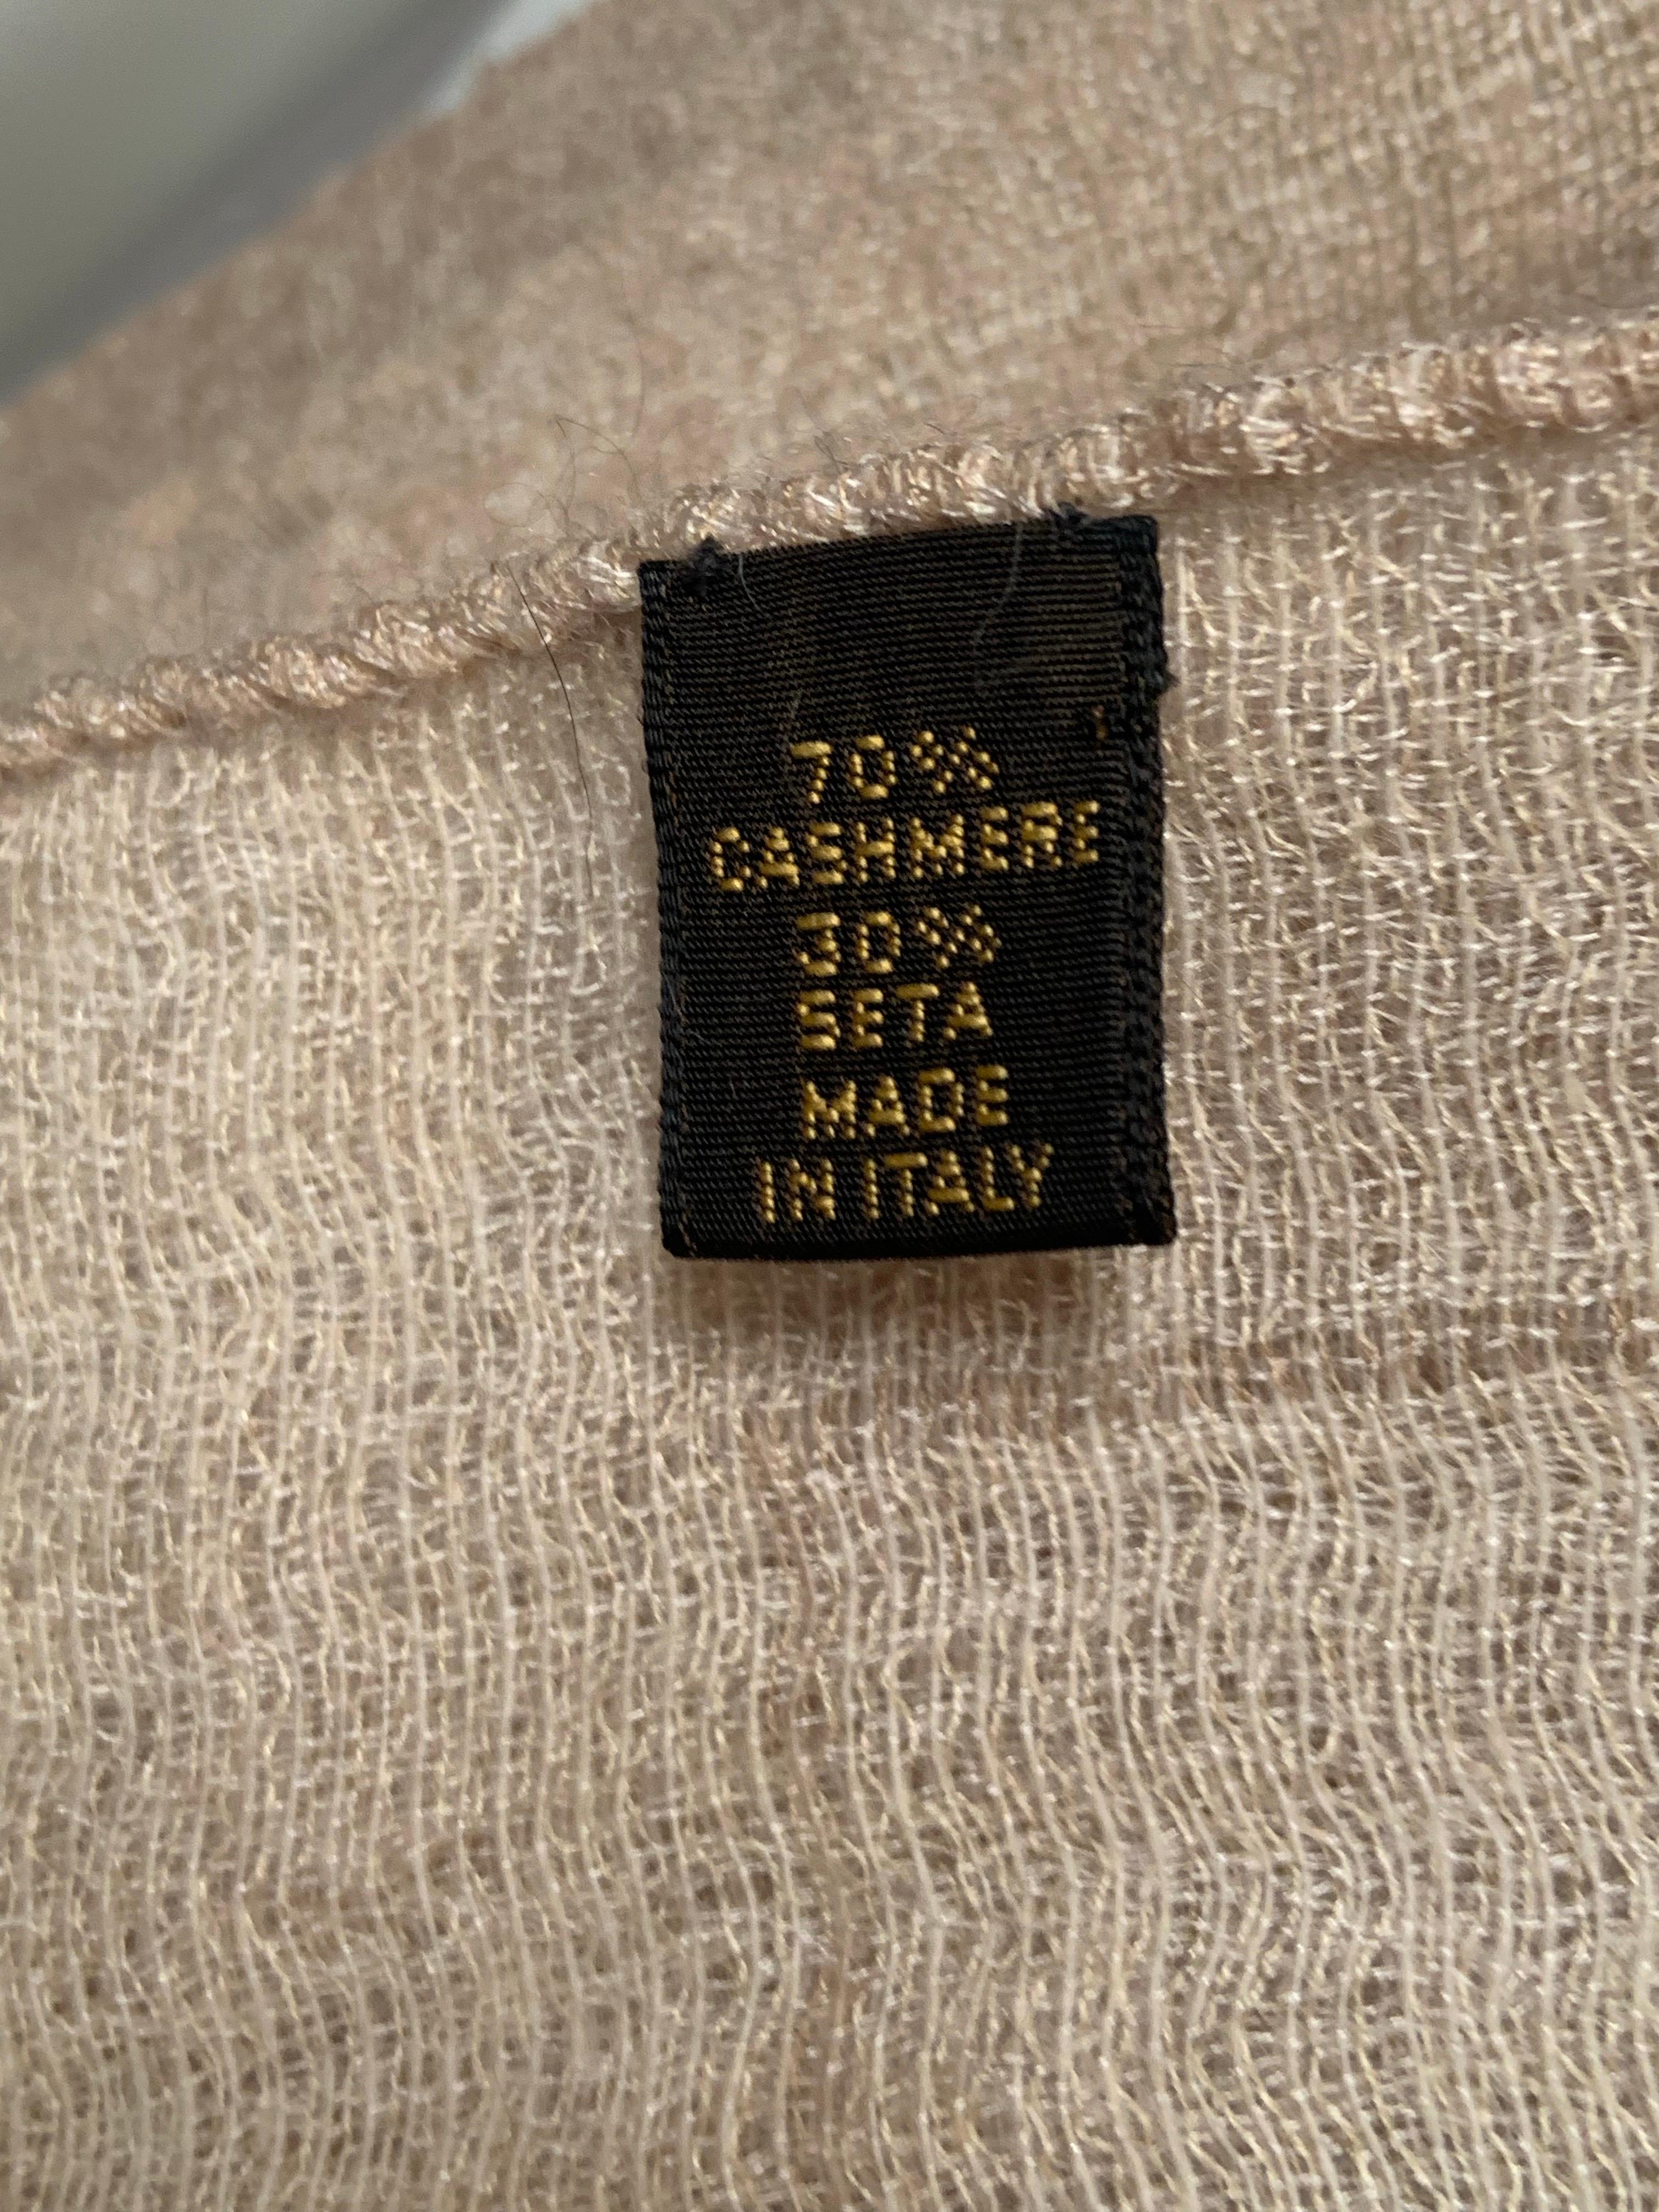 70%
CASHMERE
30%
SETA
MADE
IN ITALY